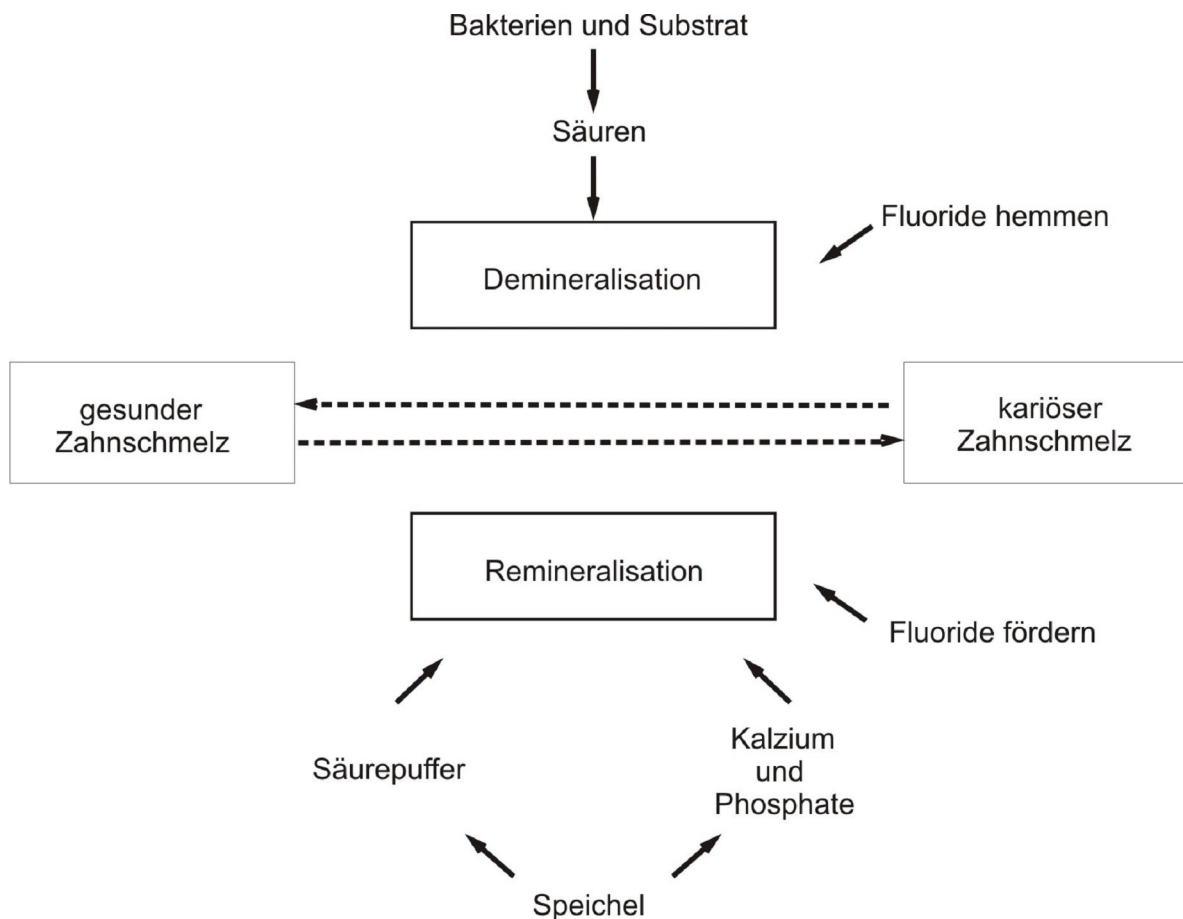 Bakterien und Substrat
Säuren
Fluoride hemmen
Demineralisation
gesunder
Zahnschmelz
kariöser
Zahnschmelz
Remineralisation
Fluoride fördern
Säurepuffer
Kalzium
und
Phosphate
Speichel